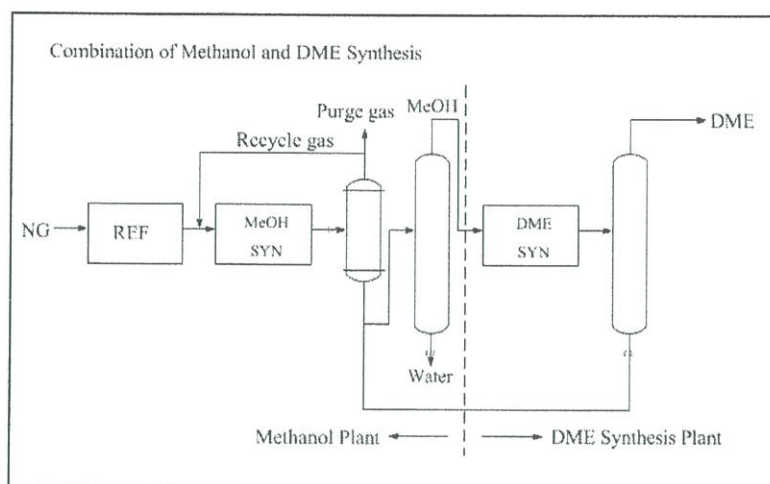 Combination of Methanol and DME Synthesis
Purge gas
MeOH
DME
Recycle gas
NG
REF
MeOH
SYN
DME
SYN
Water
Methanol Plant
DME Synthesis Plant